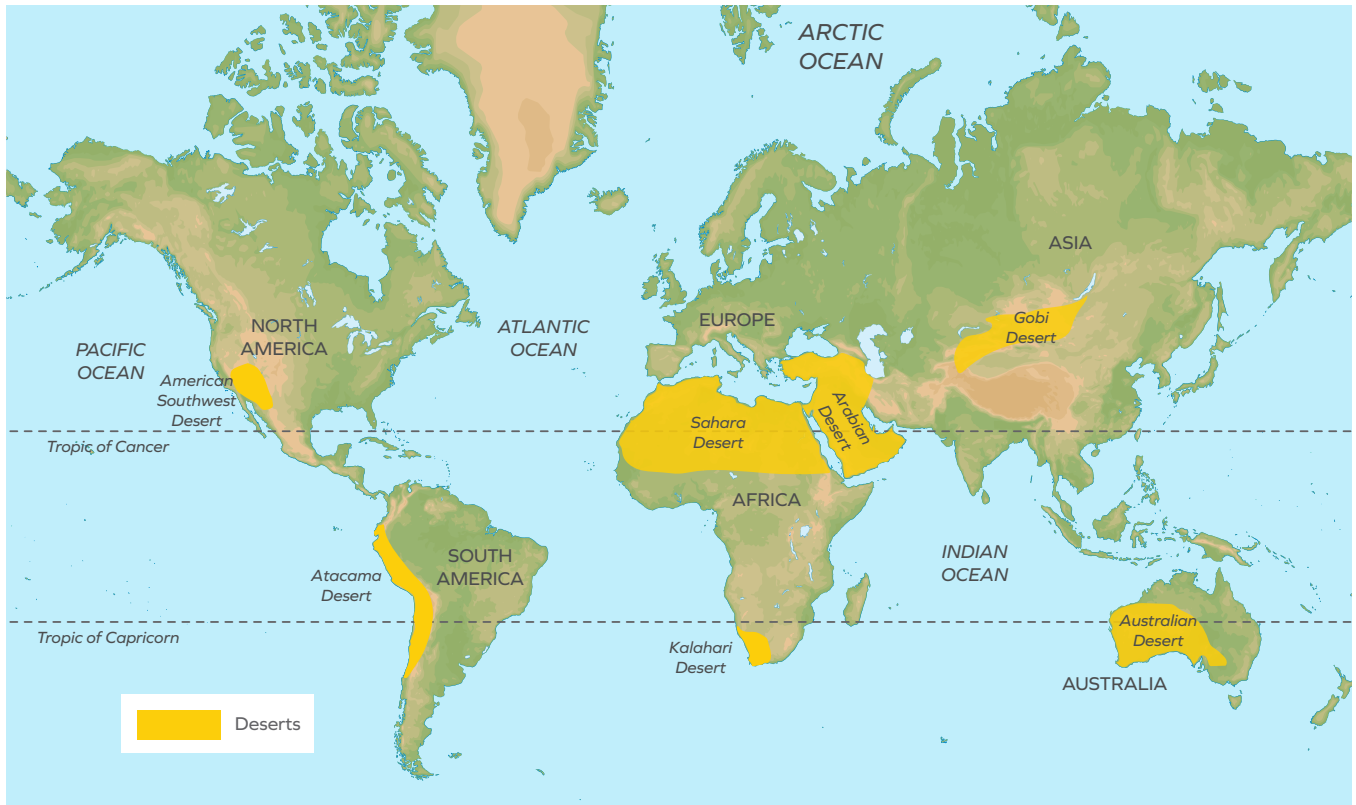 ARCTIC
OCEAN
ASIA
NORTH
AMERICA
ATLANTIC
OCEAN
EUROPE
Gobi
Desert
PACIFIC
OCEAN
American
Southwest
Desert
Sahara
Desert
Arabian
Desert
Tropic of Cancer
AFRICA
SOUTH
AMERICA
INDIAN
OCEAN
Atacama
Desert
Tropic of Capricorn
Kalahari
Desert
Australian
Desert
AUSTRALIA
Deserts